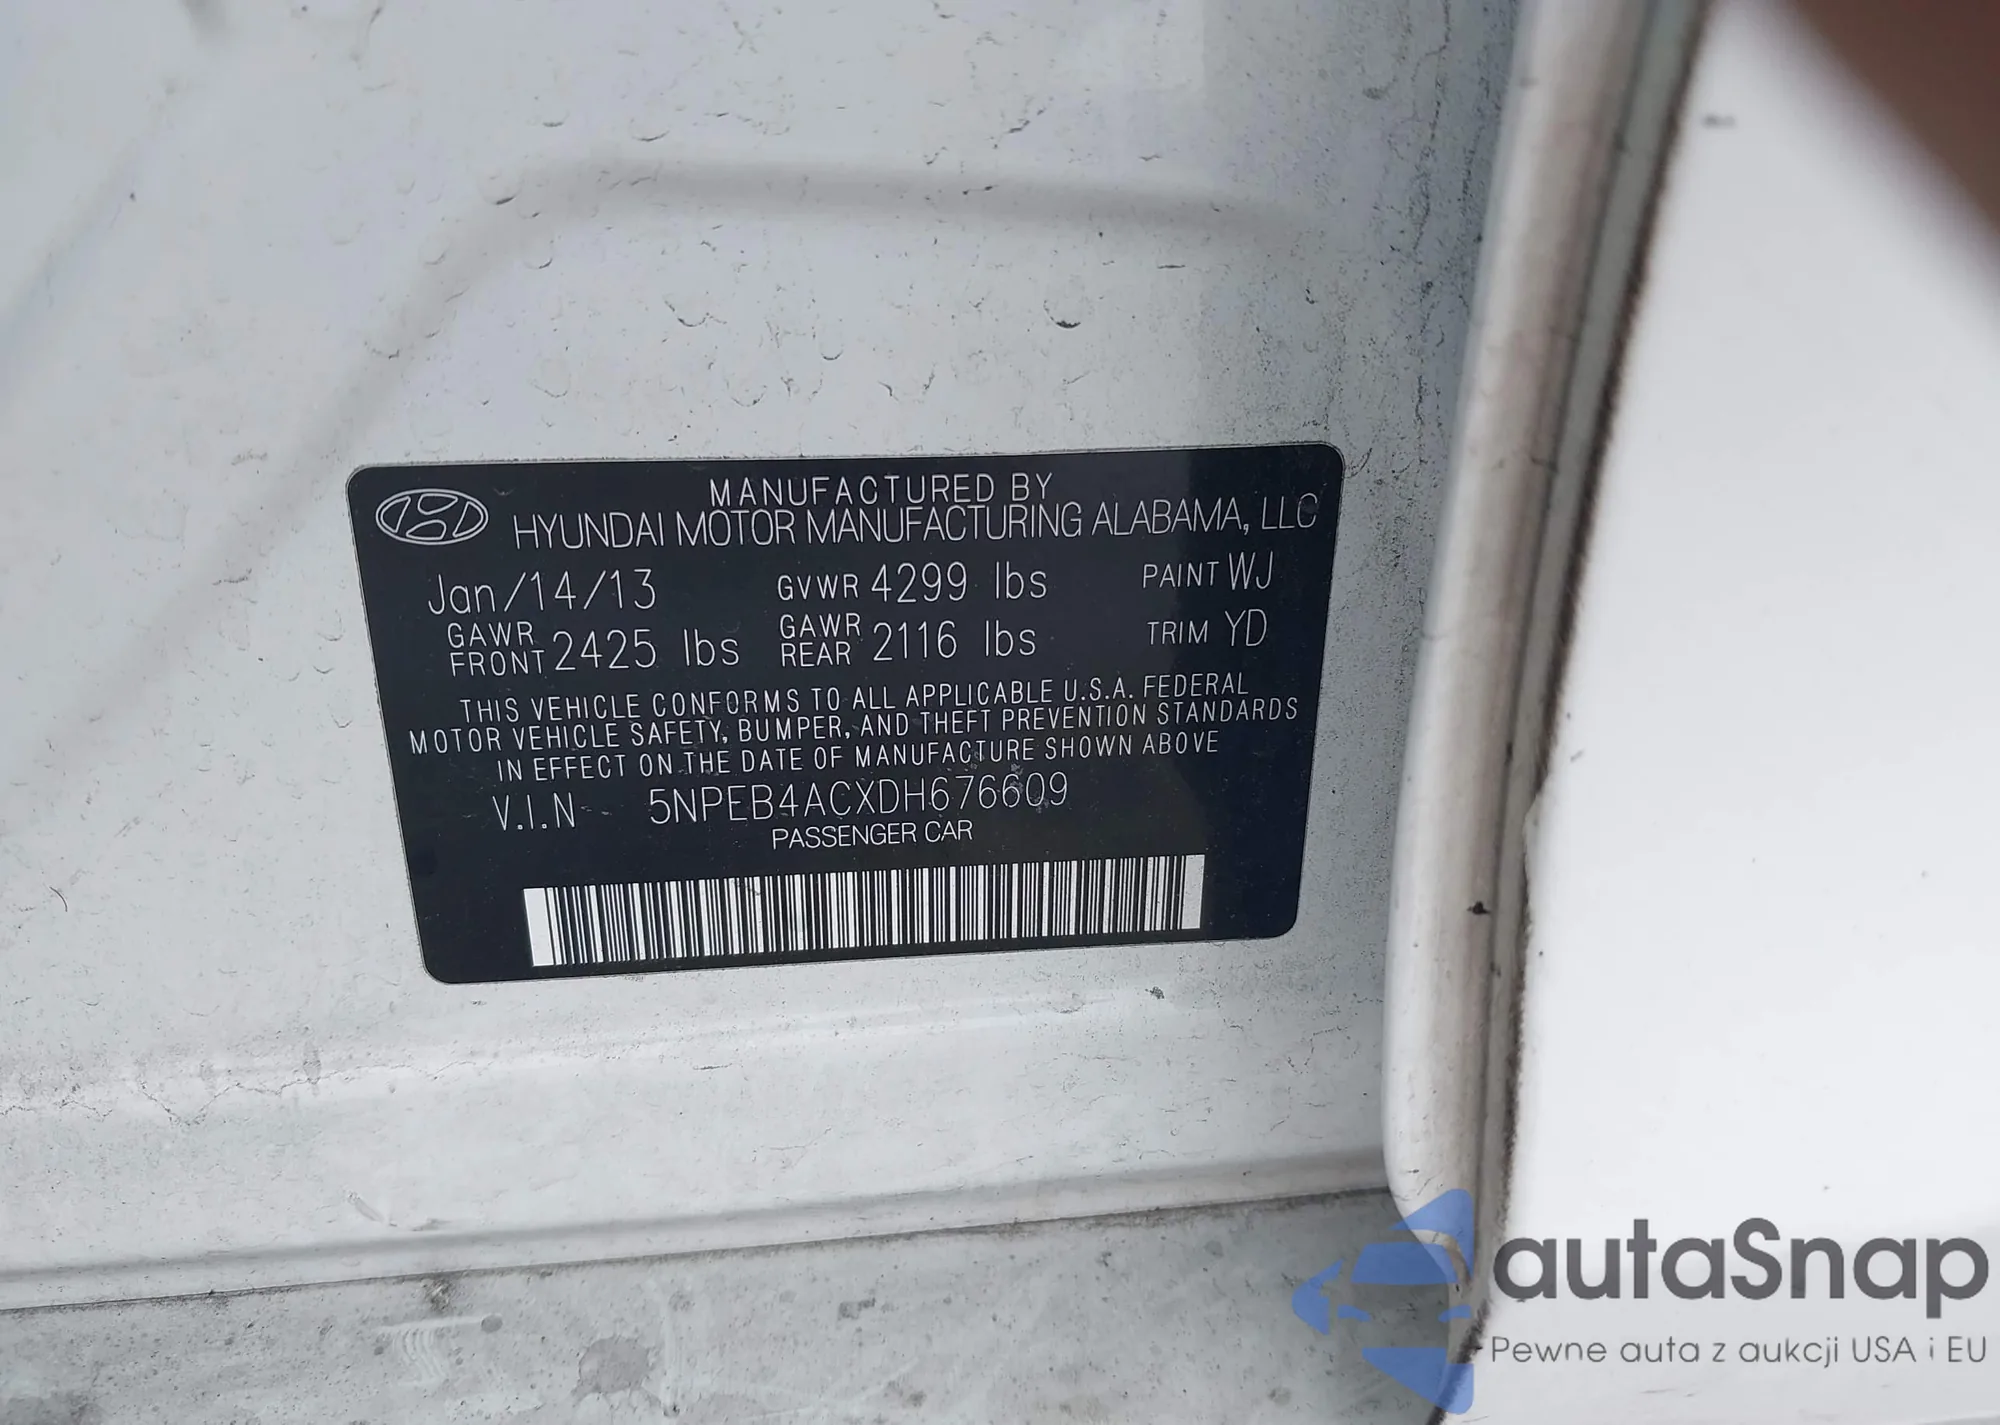 MANUFACTURED BY
HYUNDAI MOTOR MANUFACTURING ALABAMA, LLC
Jan/14/13 GVWR 4299 lbs PAINT WJ
GAWR FRONT 2425 lbs GAWR REAR 2116 lbs TRIM YD
THIS VEHICLE CONFORMS TO ALL APPLICABLE U.S.A. FEDERAL
MOTOR VEHICLE SAFETY, BUMPER, AND THEFT PREVENTION STANDARDS
IN EFFECT ON THE DATE OF MANUFACTURE SHOWN ABOVE
V.I.N 5NPEB4ACXDH676609
PASSENGER CAR
autaSnap
Pewne auta z aukcji USA i EU